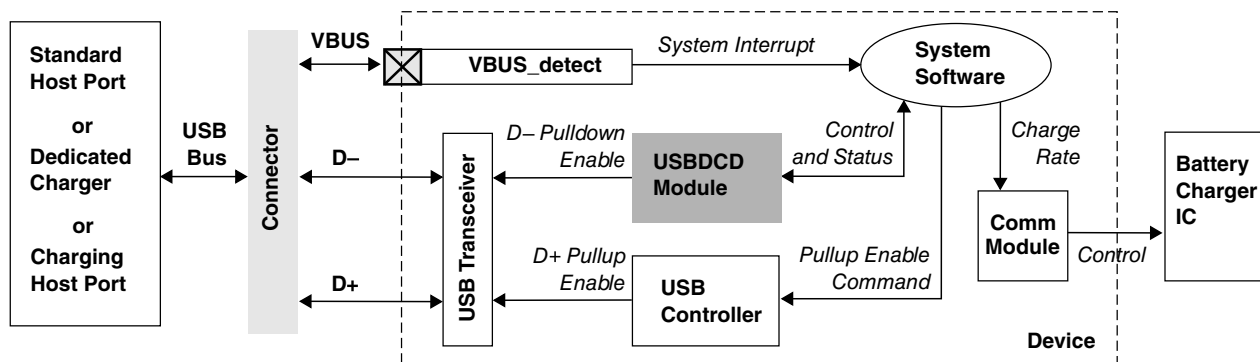 Standard
Host Port
or
Dedicated
Charger
or
Charging
Host Port
USB
Bus
Connector
VBUS
D–
D+
VBUS_detect
System Interrupt
System
Software
USB Transceiver
D– Pulldown
Enable
USBDCD
Module
Control
and Status
Charge
Rate
D+ Pullup
Enable
USB
Controller
Pullup Enable
Command
Comm
Module
Control
Battery
Charger
IC
Device